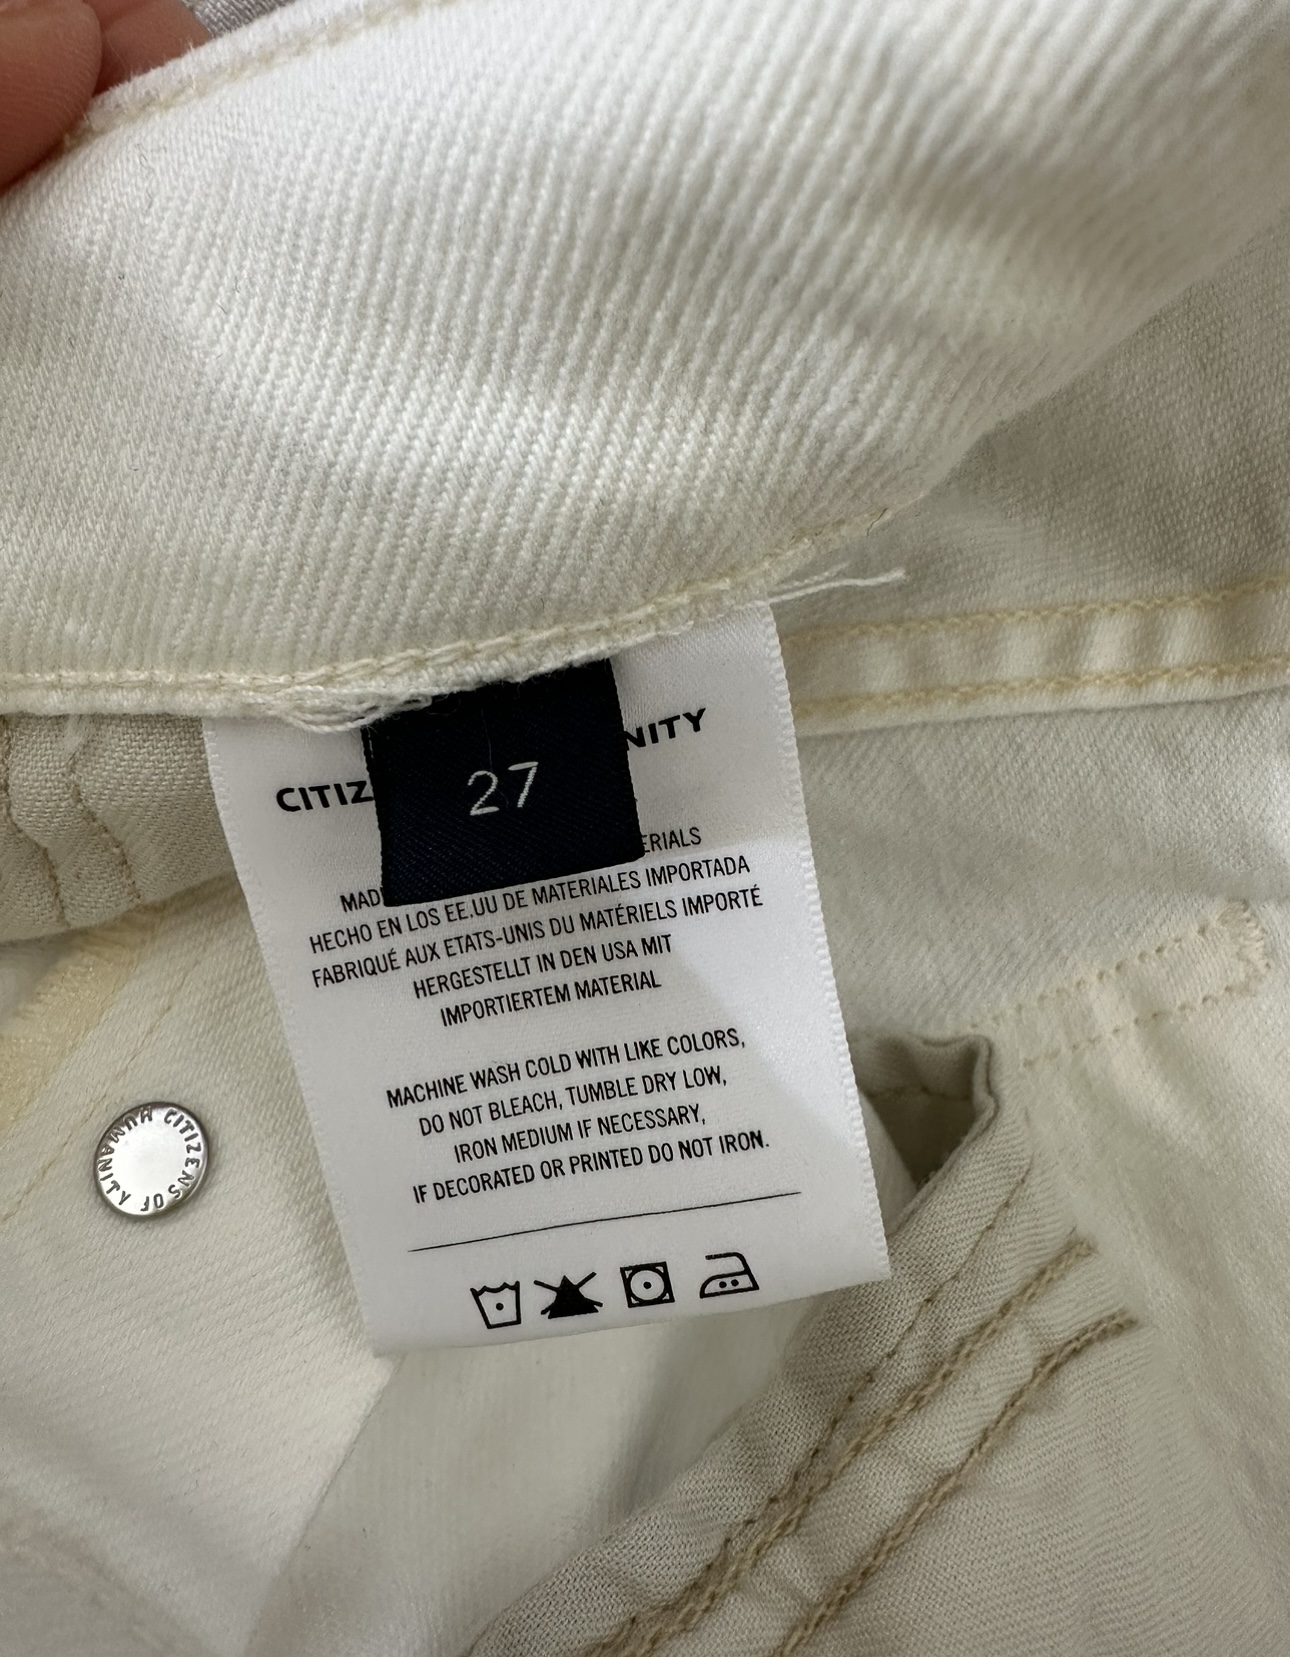 27
CITIZ
NITY
ERIALS
MAD
HECHO EN LOS EE.UU DE MATERIALES IMPORTADA
FABRIQUÉ AUX ETATS-UNIS DU MATÉRIELS IMPORTÉ
HERGESTELLT IN DEN USA MIT
IMPORTIERTEM MATERIAL
MACHINE WASH COLD WITH LIKE COLORS,
DO NOT BLEACH, TUMBLE DRY LOW,
IRON MEDIUM IF NECESSARY,
IF DECORATED OR PRINTED DO NOT IRON.
CITIZENS OF HUMANITY